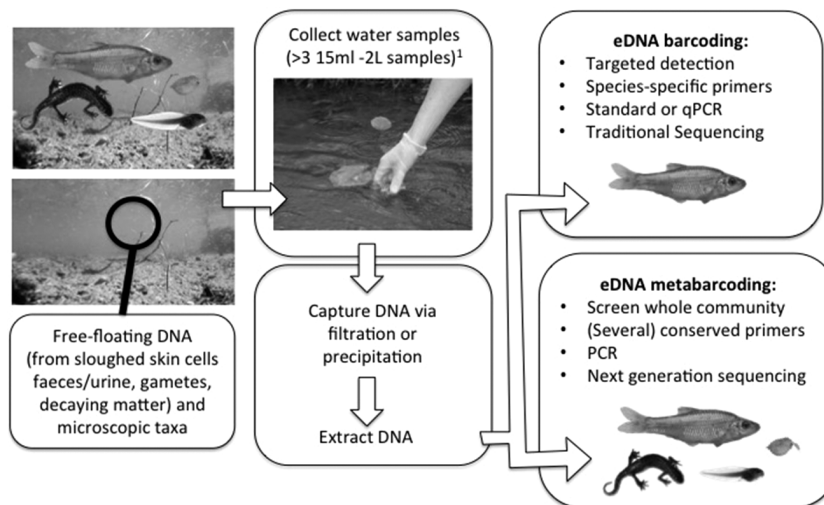 Collect water samples
(>3 15ml -2L samples)¹
Free-floating DNA
(from sloughed skin cells
faeces/urine, gametes,
decaying matter) and
microscopic taxa
Capture DNA via
filtration or
precipitation
Extract DNA
eDNA barcoding:
• Targeted detection
• Species-specific primers
• Standard or qPCR
• Traditional Sequencing
eDNA metabarcoding:
• Screen whole community
• (Several) conserved primers
• PCR
• Next generation sequencing